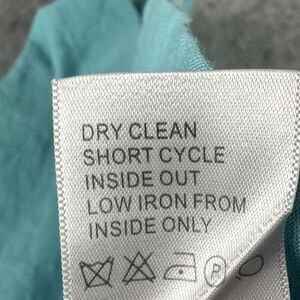 DRY CLEAN
SHORT CYCLE
INSIDE OUT
LOW IRON FROM
INSIDE ONLY
P